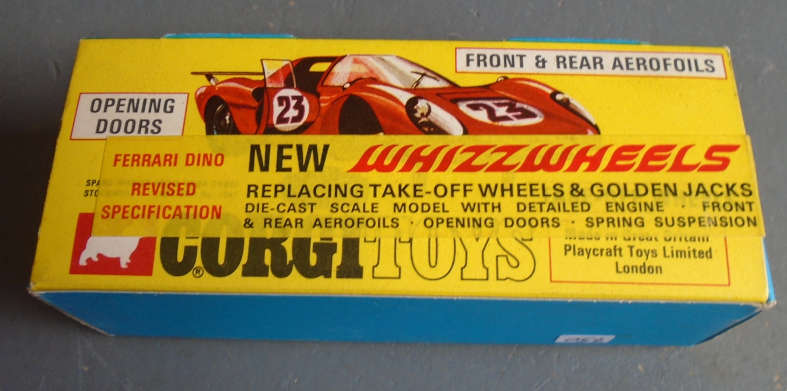 FRONT & REAR AEROFOILS
OPENING
DOORS
23
23
FERRARI DINO
REVISED
SPECIFICATION
NEW WHIZZWHEELS
REPLACING TAKE-OFF WHEELS & GOLDEN JACKS
DIE-CAST SCALE MODEL WITH DETAILED ENGINE · FRONT
& REAR AEROFOILS · OPENING DOORS · SPRING SUSPENSION
CORGI TOYS
®
Made in Great Britain
Playcraft Toys Limited
London